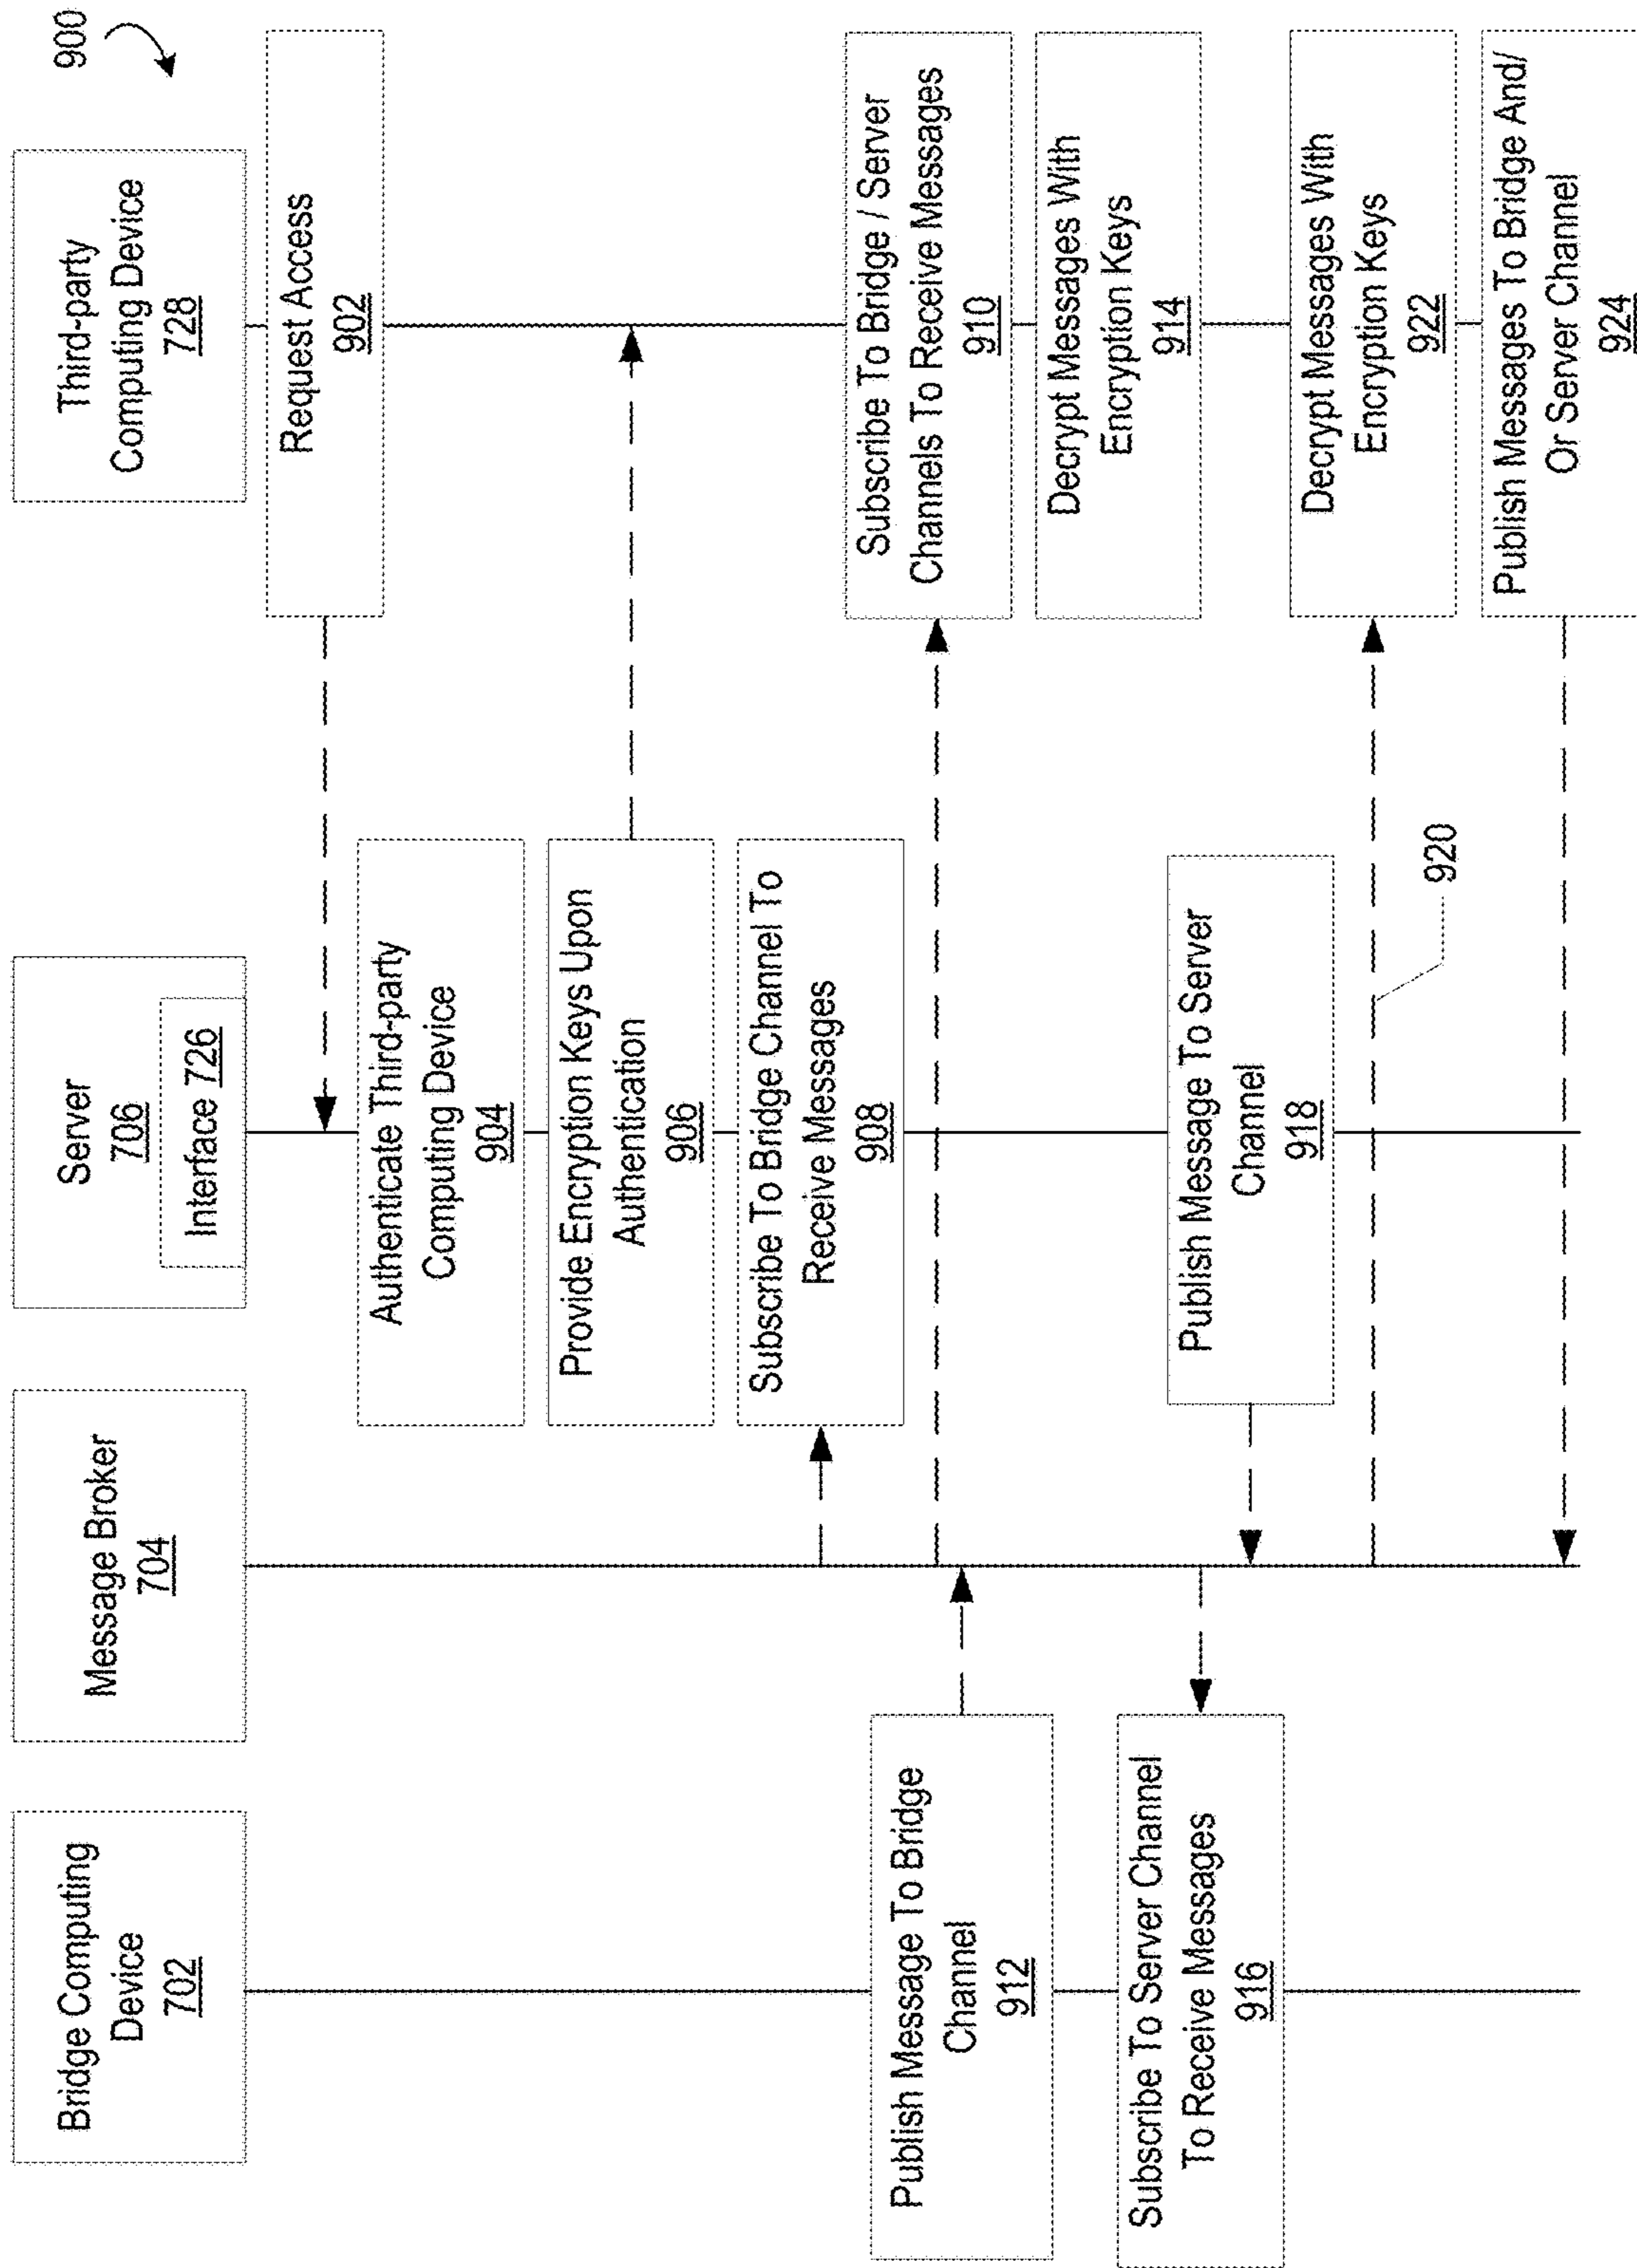 900
Bridge Computing
Device
702
Message Broker
704
Server
706
Interface 726
Third-party
Computing Device
728
Request Access
902
Authenticate Third-party
Computing Device
904
Provide Encryption Keys Upon
Authentication
906
Subscribe To Bridge Channel To
Receive Messages
908
Subscribe To Bridge / Server
Channels To Receive Messages
910
Publish Message To Bridge
Channel
912
Decrypt Messages With
Encryption Keys
914
Subscribe To Server Channel
To Receive Messages
916
Publish Message To Server
Channel
918
920
Decrypt Messages With
Encryption Keys
922
Publish Messages To Bridge And/
Or Server Channel
924